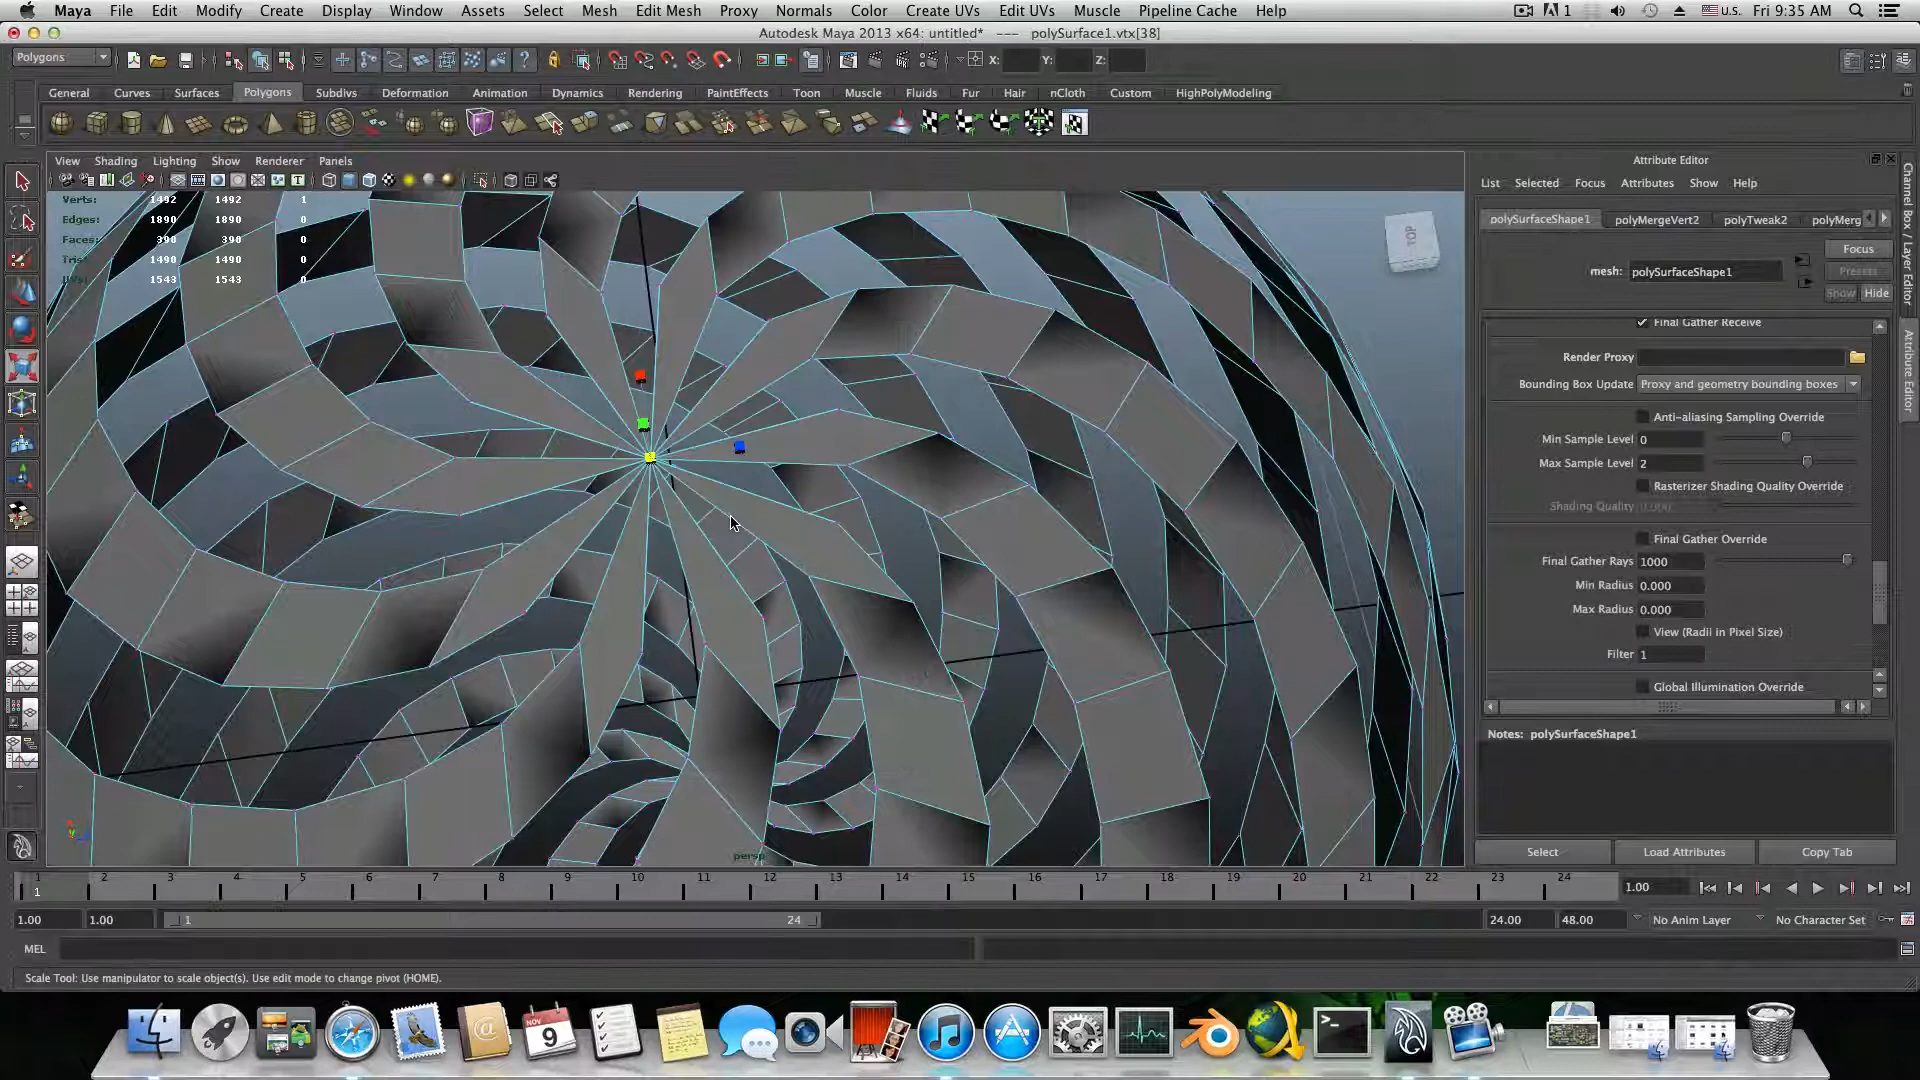 Maya File Edit Modify Create Display Window Assets Select Mesh Edit Mesh Proxy Normals Color Create UVs Edit UVs Muscle Pipeline Cache Help 1 U.S. Fri 9:35 AM
Autodesk Maya 2013 x64: untitled* --- polySurface1.vtx[38]
Polygons X: Y: Z:
General Curves Surfaces Polygons Subdivs Deformation Animation Dynamics Rendering PaintEffects Toon Muscle Fluids Fur Hair nCloth Custom HighPolyModeling
View Shading Lighting Show Renderer Panels
Verts: 1492 1492 1
Edges: 1890 1890 0
Faces: 390 390 0
Tris: 1490 1490 0
UVs: 1543 1543 0
TOP
persp
Attribute Editor
List Selected Focus Attributes Show Help
polySurfaceShape1 polyMergeVert2 polyTweak2 polyMerg
Focus
mesh: polySurfaceShape1 Presets
Show Hide
Final Gather Receive
Render Proxy
Bounding Box Update Proxy and geometry bounding boxes
Anti-aliasing Sampling Override
Min Sample Level 0
Max Sample Level 2
Rasterizer Shading Quality Override
Shading Quality 0.000
Final Gather Override
Final Gather Rays 1000
Min Radius 0.000
Max Radius 0.000
View (Radii in Pixel Size)
Filter 1
Global Illumination Override
Notes: polySurfaceShape1
Select Load Attributes Copy Tab
Channel Box / Layer Editor
Attribute Editor
1 2 3 4 5 6 7 8 9 10 11 12 13 14 15 16 17 18 19 20 21 22 23 24
1 1.00
1.00 1.00 1 24 24.00 48.00 No Anim Layer No Character Set
MEL
Scale Tool: Use manipulator to scale object(s). Use edit mode to change pivot (HOME).
NOV
9